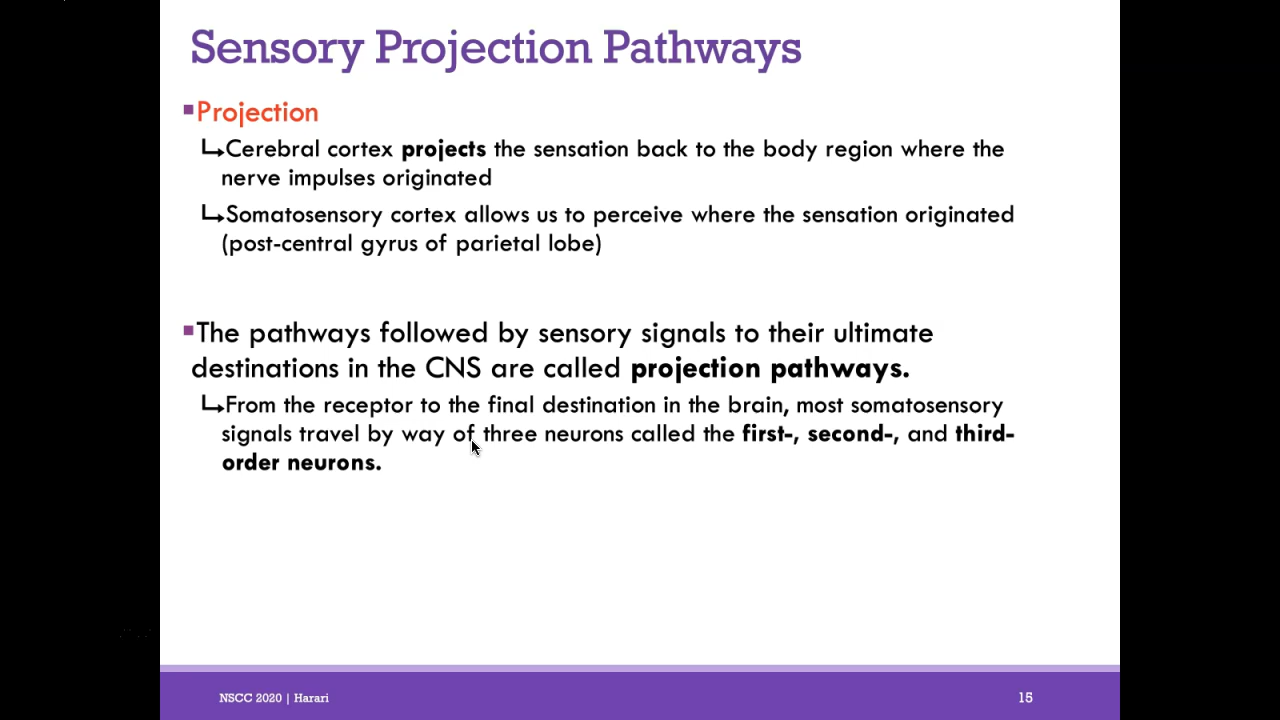 Sensory Projection Pathways
Projection
Cerebral cortex projects the sensation back to the body region where the
nerve impulses originated
Somatosensory cortex allows us to perceive where the sensation originated
(post-central gyrus of parietal lobe)
The pathways followed by sensory signals to their ultimate
destinations in the CNS are called projection pathways.
From the receptor to the final destination in the brain, most somatosensory
signals travel by way of three neurons called the first-, second-, and third-
order neurons.
NSCC 2020 | Harari
15